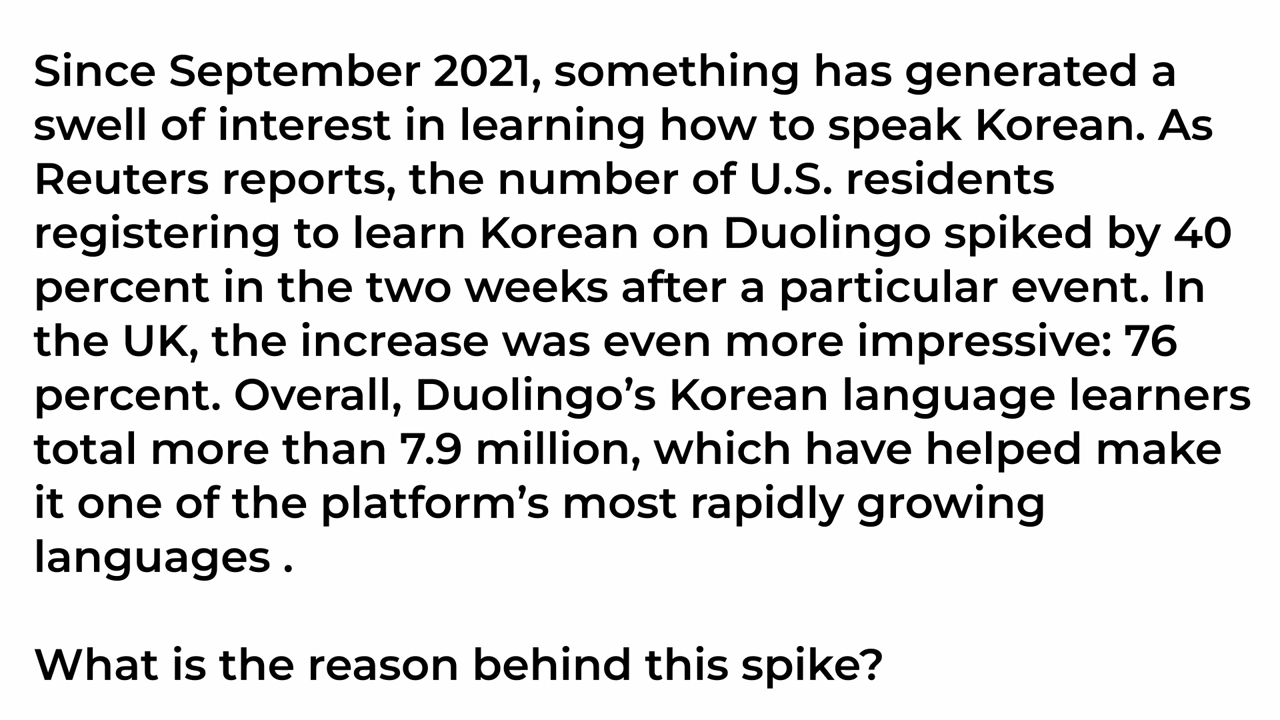 Since September 2021, something has generated a
swell of interest in learning how to speak Korean. As
Reuters reports, the number of U.S. residents
registering to learn Korean on Duolingo spiked by 40
percent in the two weeks after a particular event. In
the UK, the increase was even more impressive: 76
percent. Overall, Duolingo’s Korean language learners
total more than 7.9 million, which have helped make
it one of the platform’s most rapidly growing
languages .
What is the reason behind this spike?